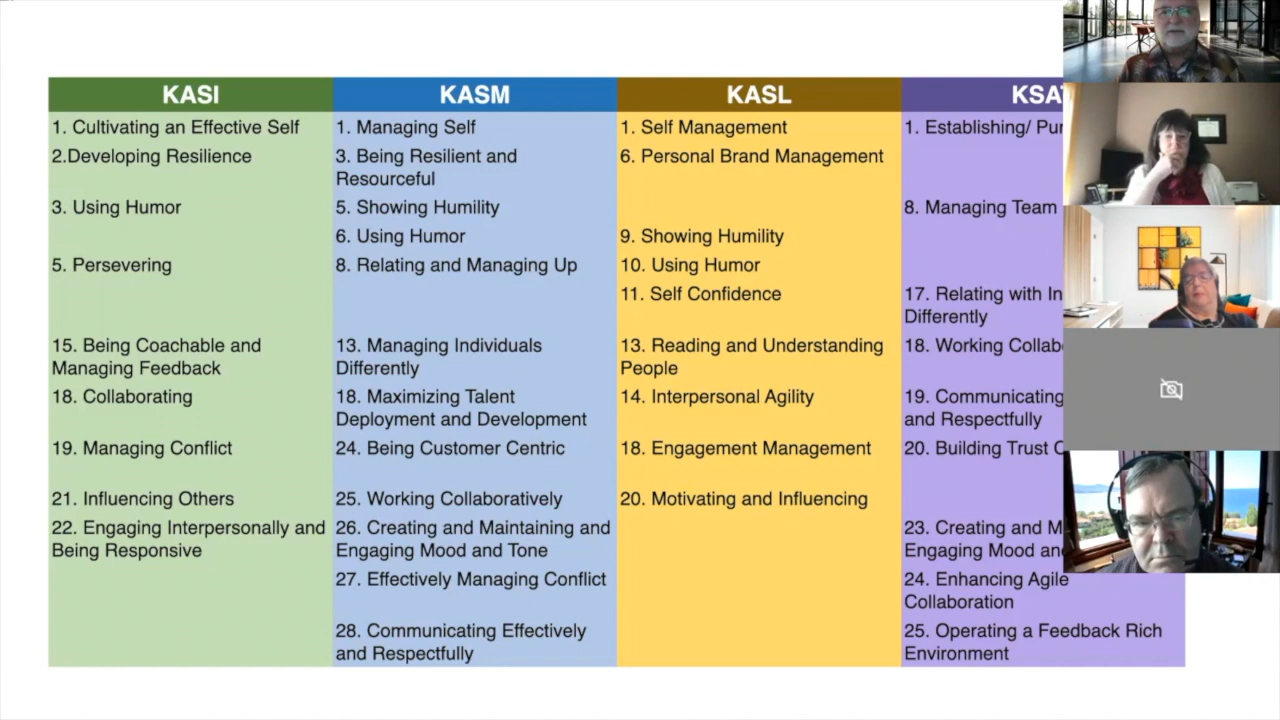 KASI
KASM
KASL
1. Cultivating an Effective Self
1. Managing Self
1. Self Management
1. Establishing/
2.Developing Resilience
3. Being Resilient and
Resourceful
6. Personal Brand Management
3. Using Humor
5. Showing Humility
8. Managing Team
6. Using Humor
9. Showing Humility
5. Persevering
8. Relating and Managing Up
10. Using Humor
11. Self Confidence
17. Relating with
Differently
15. Being Coachable and
Managing Feedback
13. Managing Individuals
Differently
13. Reading and Understanding
People
18. Working
18. Collaborating
18. Maximizing Talent
Deployment and Development
14. Interpersonal Agility
19. Communicating
and Respectfully
19. Managing Conflict
24. Being Customer Centric
18. Engagement Management
20. Building Trust
21. Influencing Others
25. Working Collaboratively
20. Motivating and Influencing
22. Engaging Interpersonally and
Being Responsive
26. Creating and Maintaining and
Engaging Mood and Tone
23. Creating and
Engaging Mood
27. Effectively Managing Conflict
24. Enhancing Agile
Collaboration
28. Communicating Effectively
and Respectfully
25. Operating a Feedback Rich
Environment